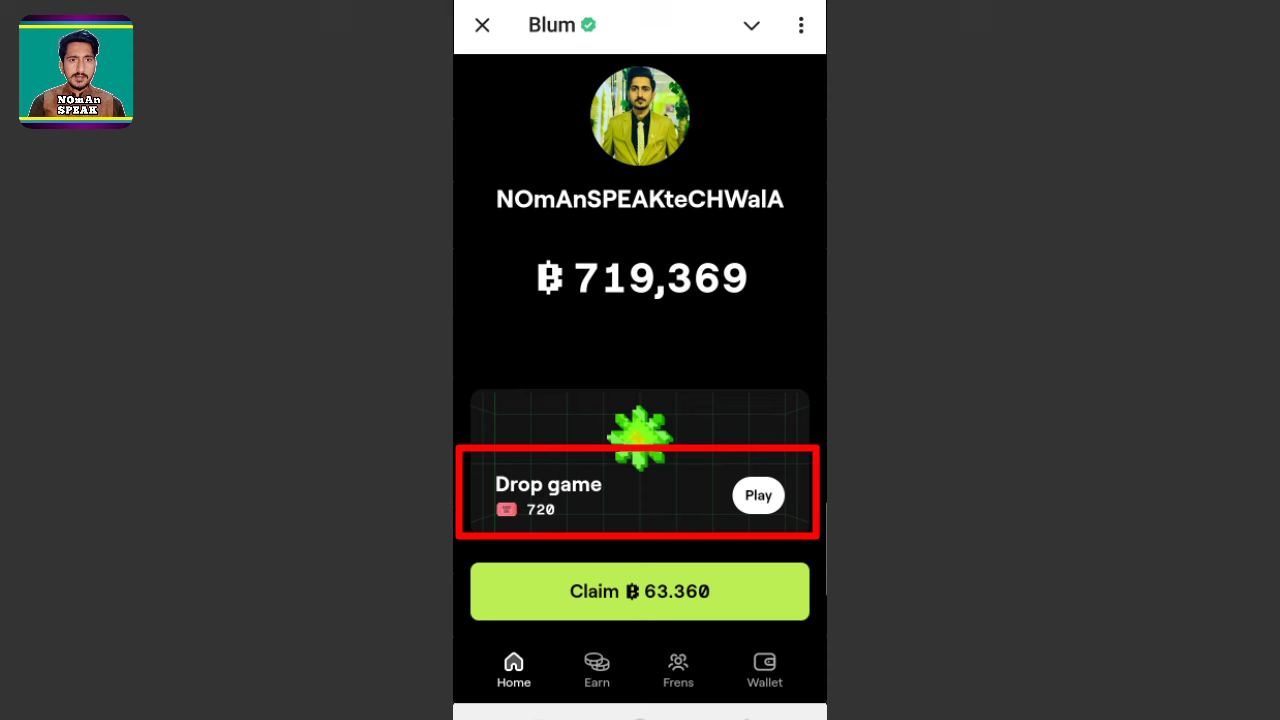 NOmAn
SPEAK
Blum
NOmAnSPEAKteCHWalA
719,369
Drop game
720
Play
Claim 63.360
Home
Earn
Frens
Wallet